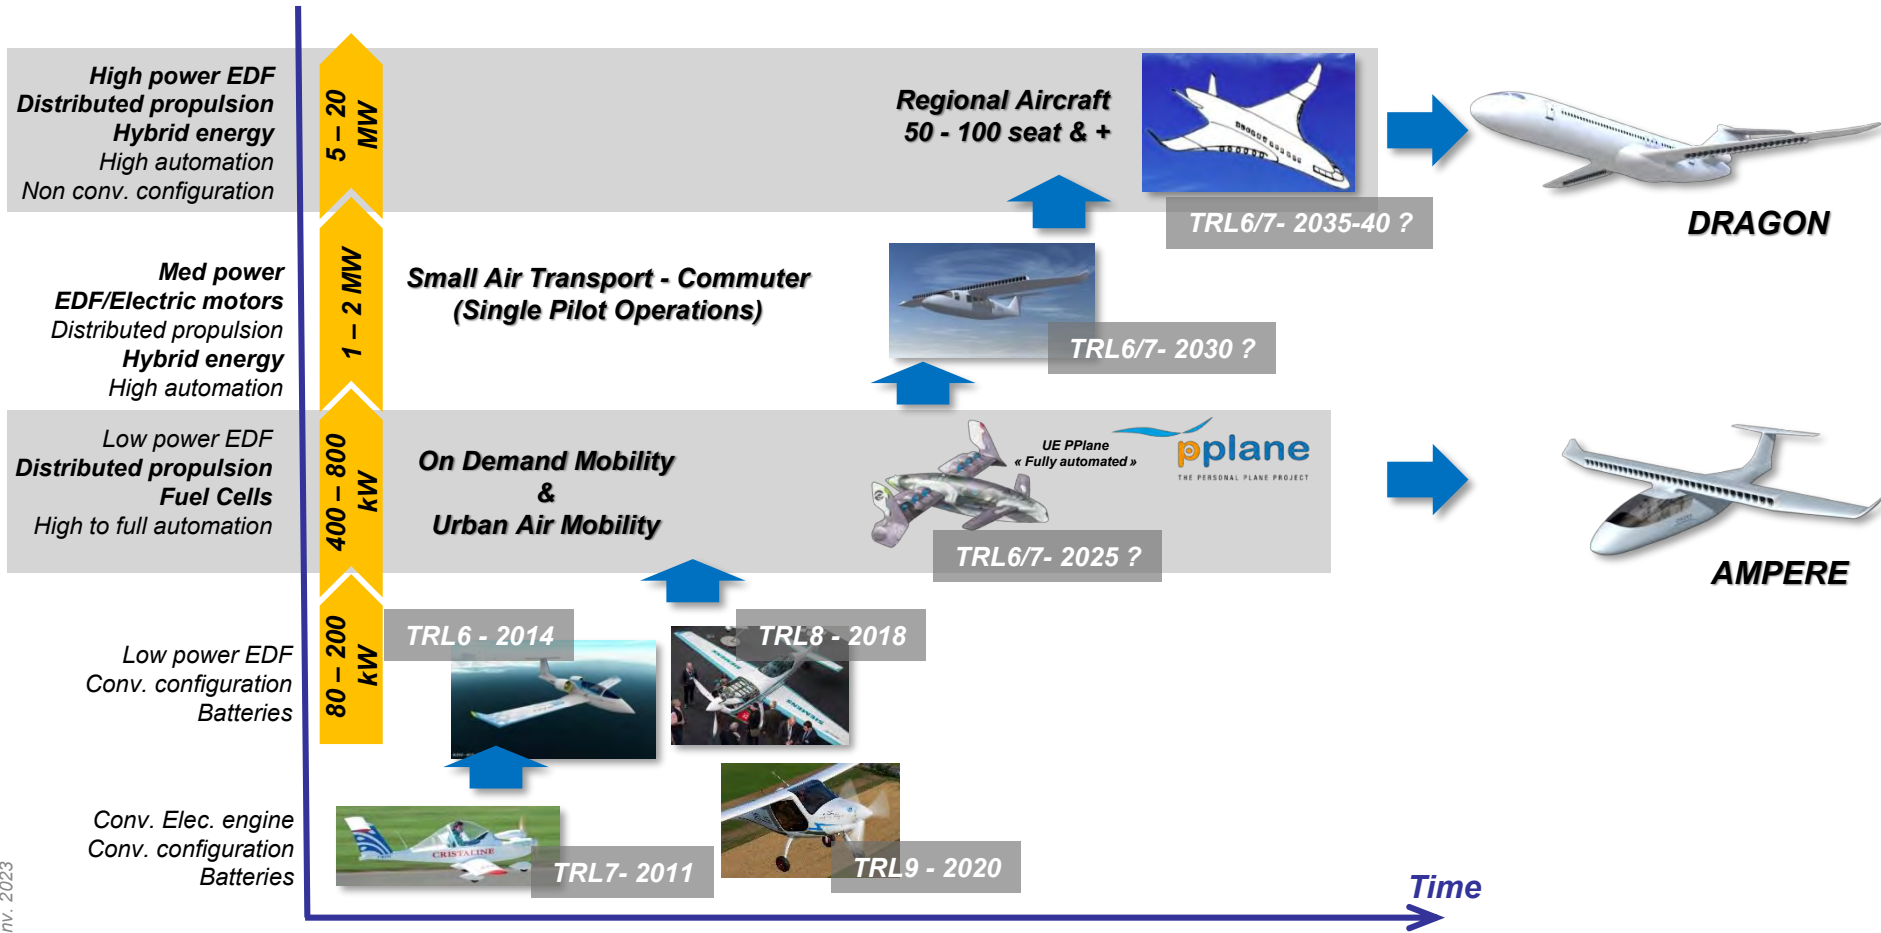 High power EDF
Distributed propulsion
Hybrid energy
High automation
Non conv. configuration
5 – 20
MW
Regional Aircraft
50 - 100 seat & +
TRL6/7- 2035-40 ?
DRAGON
Med power
EDF/Electric motors
Distributed propulsion
Hybrid energy
High automation
1 – 2 MW
Small Air Transport - Commuter
(Single Pilot Operations)
TRL6/7- 2030 ?
Low power EDF
Distributed propulsion
Fuel Cells
High to full automation
400 – 800
kW
On Demand Mobility
&
Urban Air Mobility
UE PPlane
« Fully automated »
pplane
THE PERSONAL PLANE PROJECT
TRL6/7- 2025 ?
AMPERE
Low power EDF
Conv. configuration
Batteries
80 – 200
kW
TRL6 - 2014
TRL8 - 2018
SIEMENS
SIEMENS
Conv. Elec. engine
Conv. configuration
Batteries
CRISTALINE
TRL7- 2011
TRL9 - 2020
Time
nv. 2023